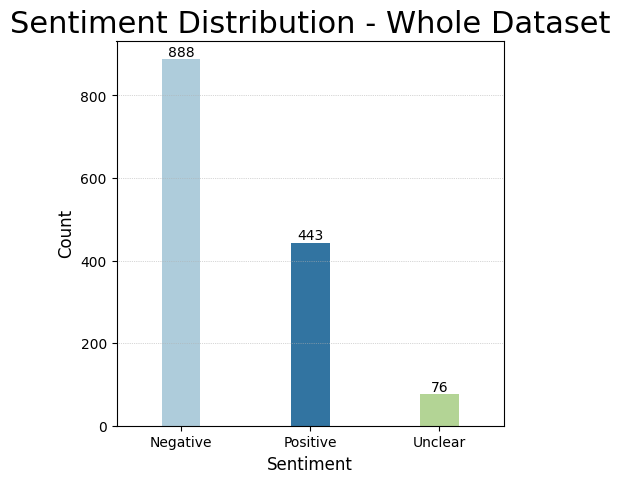 Sentiment Distribution - Whole Dataset
888
800
600
443
Count
400
200
76
0
Negative Positive Unclear
Sentiment